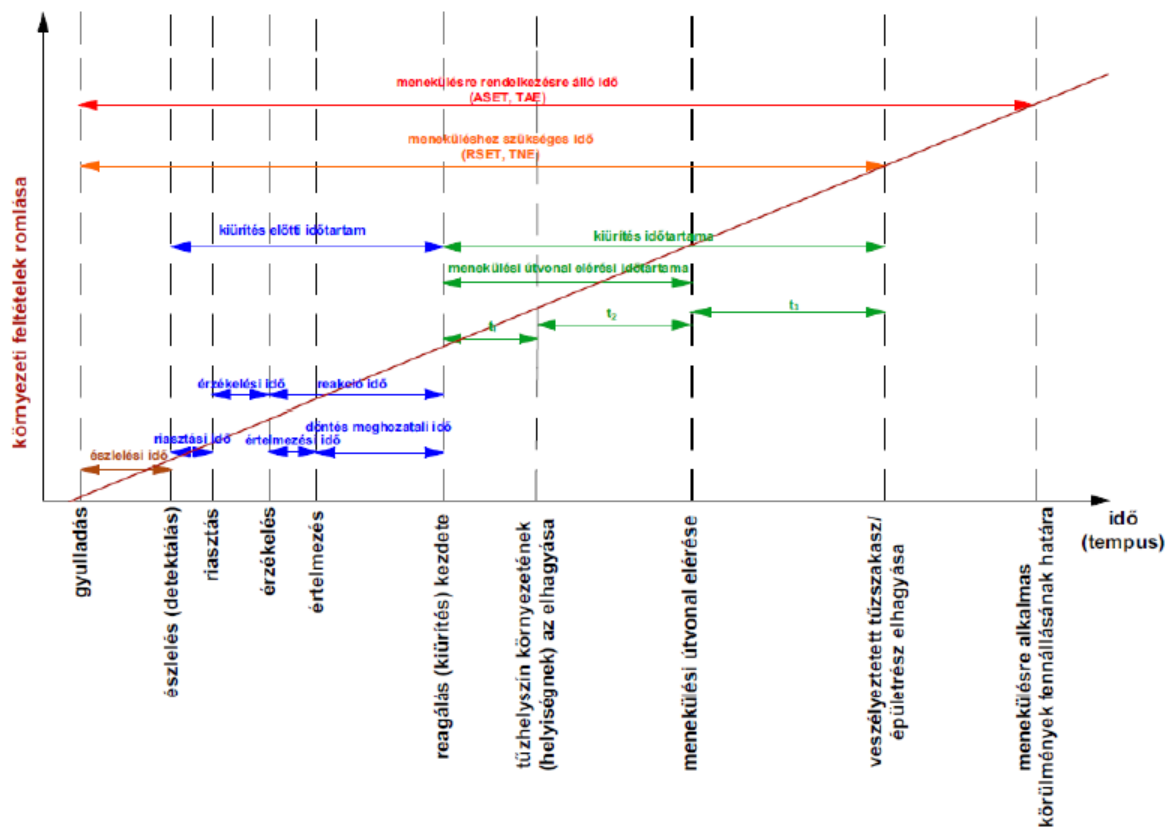 menekülésre rendelkezésre álló idő
(ASET, TAE)
meneküléshez szükséges idő
(RSET, TNE)
kiürítés előtti időtartam
kiürítés időtartama
menekülési útvonal elérési időtartama
t₁
t₂
t₃
érzékelési idő
reakció idő
döntés meghozatali idő
riasztási idő
értelmezési idő
észlelési idő
környezeti feltételek romlása
idő
(tempus)
gyulladás
észlelés (detektálás)
riasztás
érzékelés
értelmezés
reagálás (kiürítés) kezdete
tűzhelyszín környezetének
(helyiségnek) az elhagyása
menekülési útvonal elérése
veszélyeztetett tűzszakasz/
épületrész elhagyása
menekülésre alkalmas
körülmények fennállásának határa